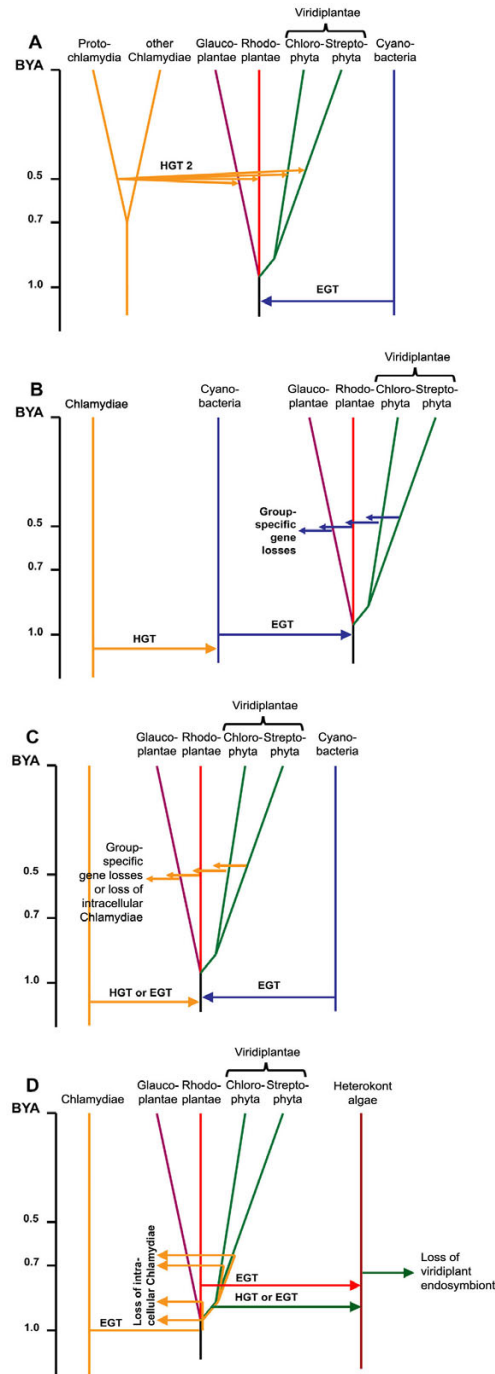 A
BYA
Proto-
chlamydia
other
Chlamydiae
Glauco-
plantae
Rhodo-
plantae
Viridiplantae
Chloro-
phyta
Strepto-
phyta
Cyano-
bacteria
HGT 2
0.5
0.7
1.0
EGT
B
BYA
Chlamydiae
Cyano-
bacteria
Glauco-
plantae
Rhodo-
plantae
Viridiplantae
Chloro-
phyta
Strepto-
phyta
0.5
Group-
specific
gene
losses
0.7
1.0
HGT
EGT
C
BYA
Glauco-
plantae
Rhodo-
plantae
Viridiplantae
Chloro-
phyta
Strepto-
phyta
Cyano-
bacteria
0.5
Group-
specific
gene losses
or loss of
intracellular
Chlamydiae
0.7
1.0
HGT or EGT
EGT
D
BYA
Chlamydiae
Glauco-
plantae
Rhodo-
plantae
Viridiplantae
Chloro-
phyta
Strepto-
phyta
Heterokont
algae
0.5
0.7
1.0
Loss of intra-
cellular Chlamydiae
EGT
EGT
HGT or EGT
Loss of
viridiplant
endosymbiont